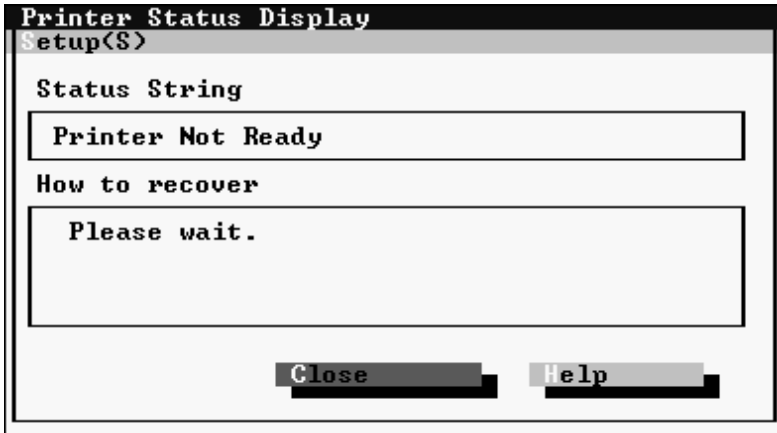 Printer Status Display
Setup(S)
Status String
Printer Not Ready
How to recover
Please wait.
Close Help